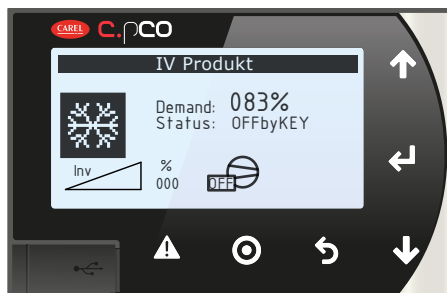 CAREL c.pCO
IV Produkt
Demand: 083%
Status: OFFbyKEY
Inv % 
000 OFF